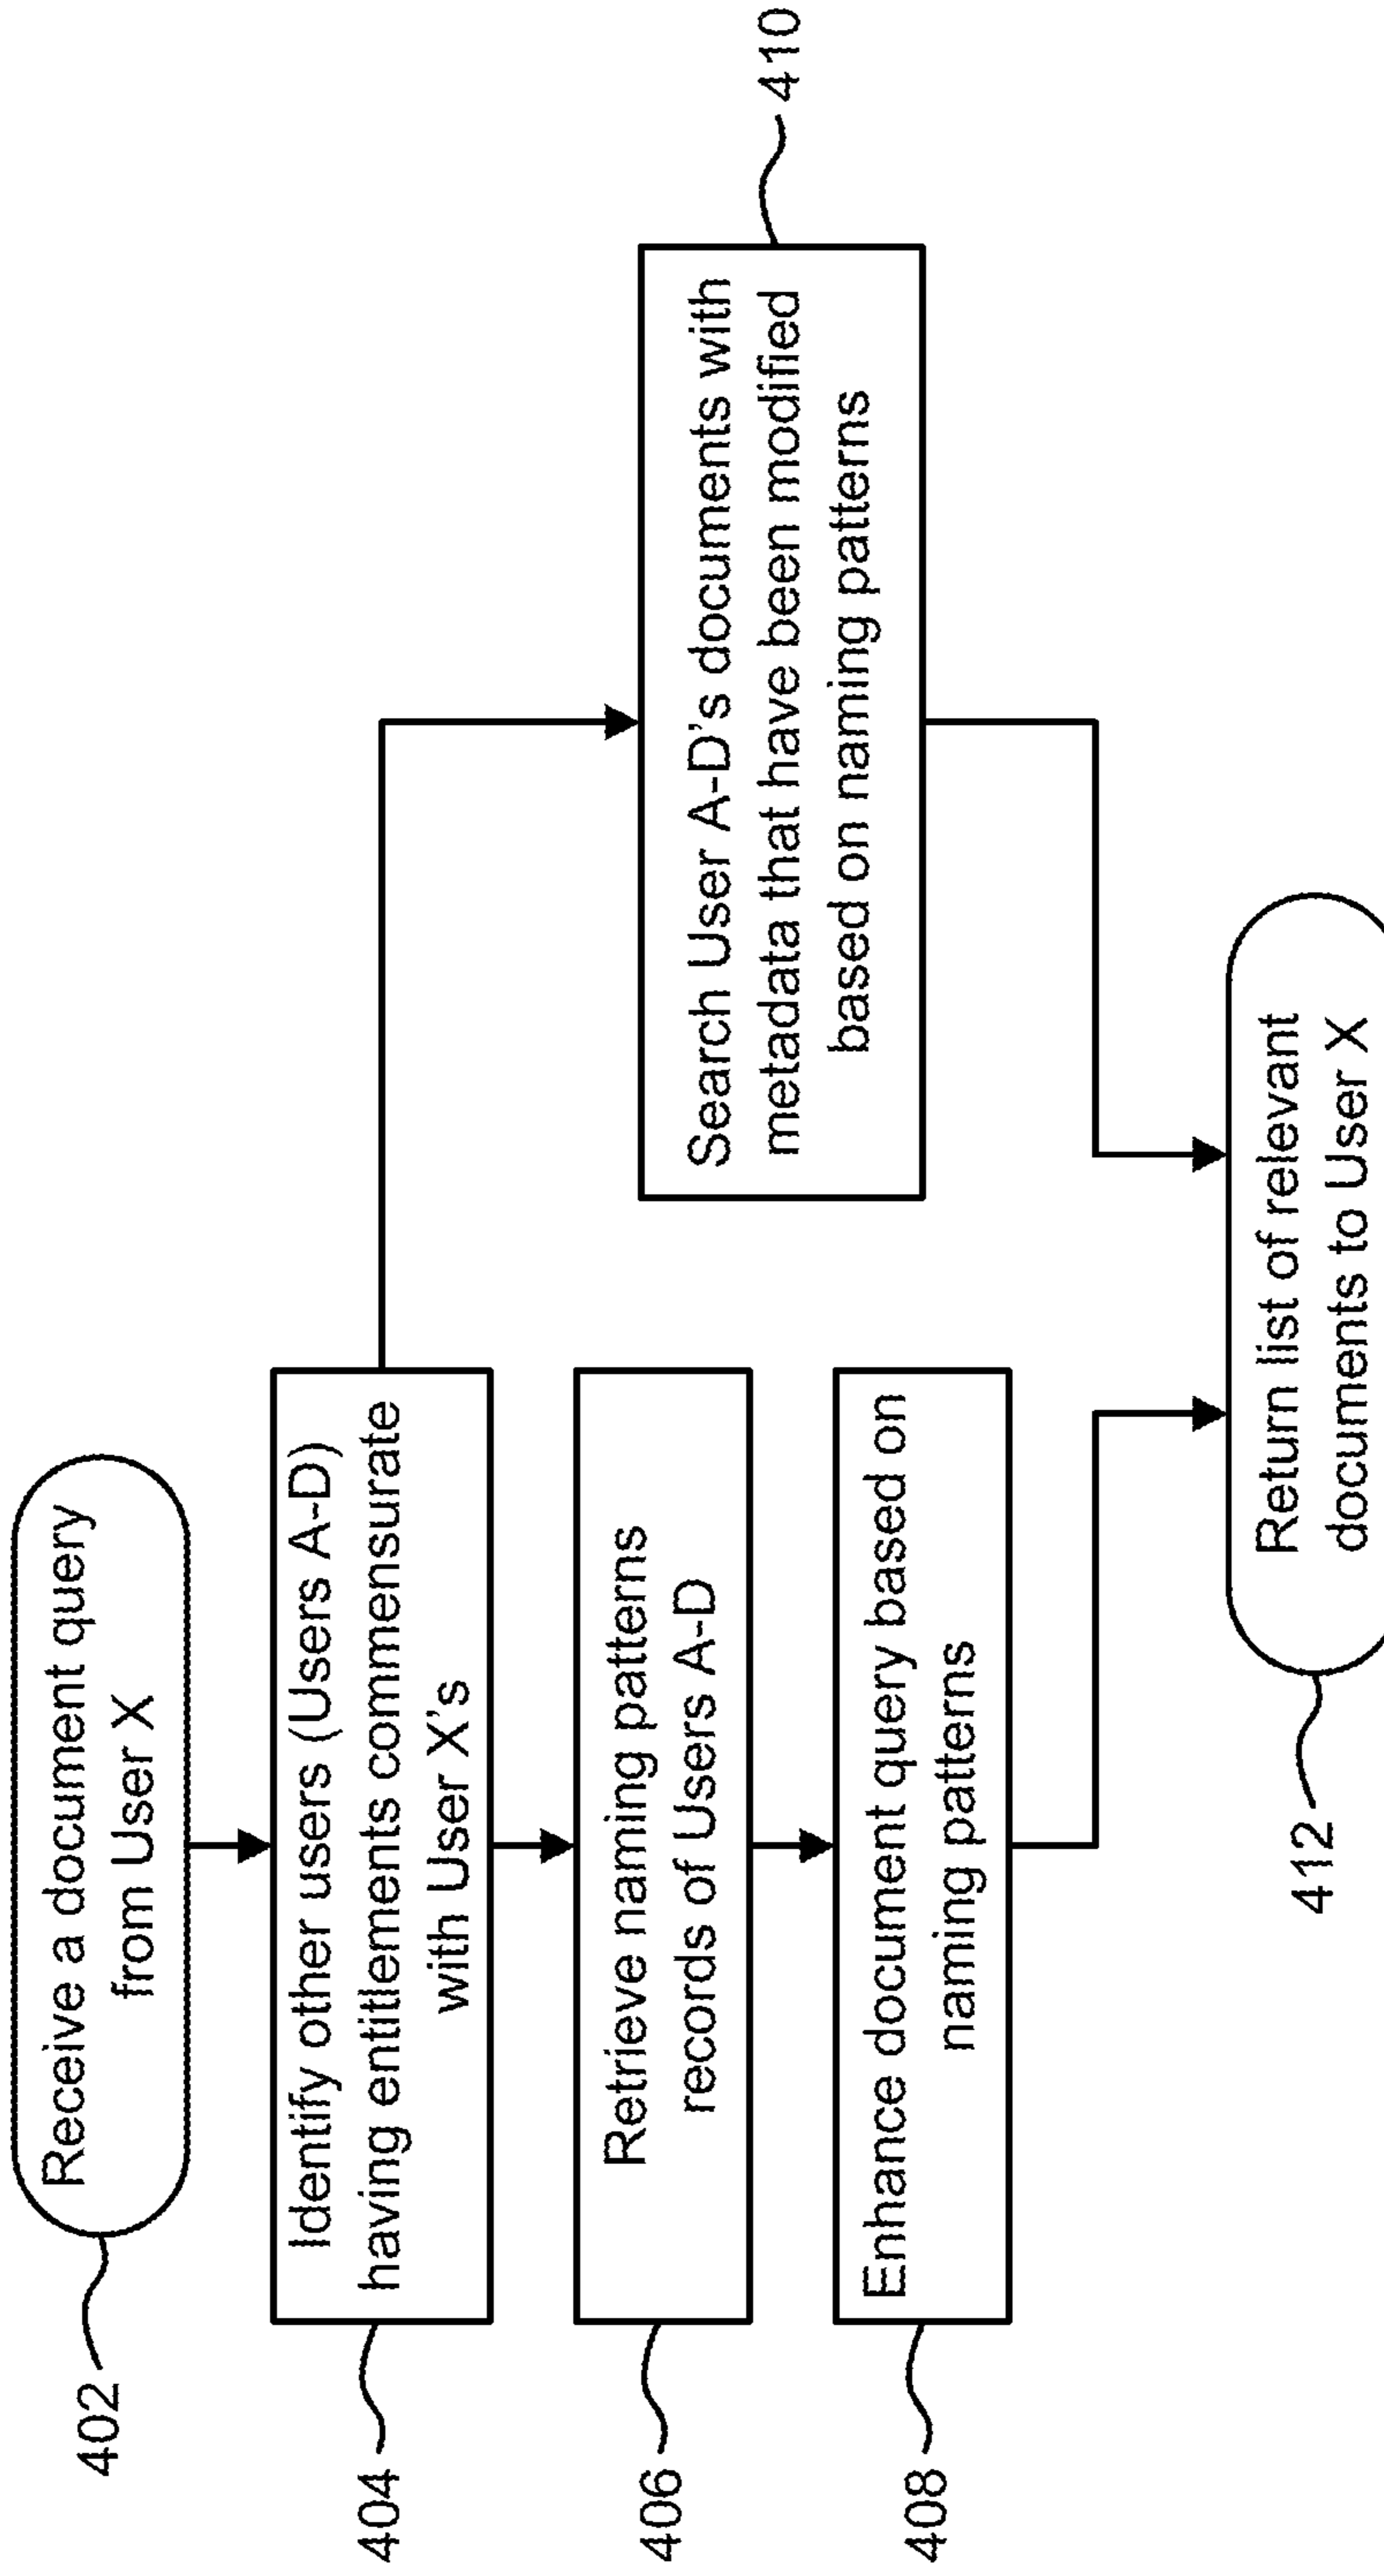 402
Receive a document query
from User X
404
Identify other users (Users A-D)
having entitlements commensurate
with User X's
406
Retrieve naming patterns
records of Users A-D
408
Enhance document query based on
naming patterns
Search User A-D's documents with
metadata that have been modified
based on naming patterns
410
412
Return list of relevant
documents to User X